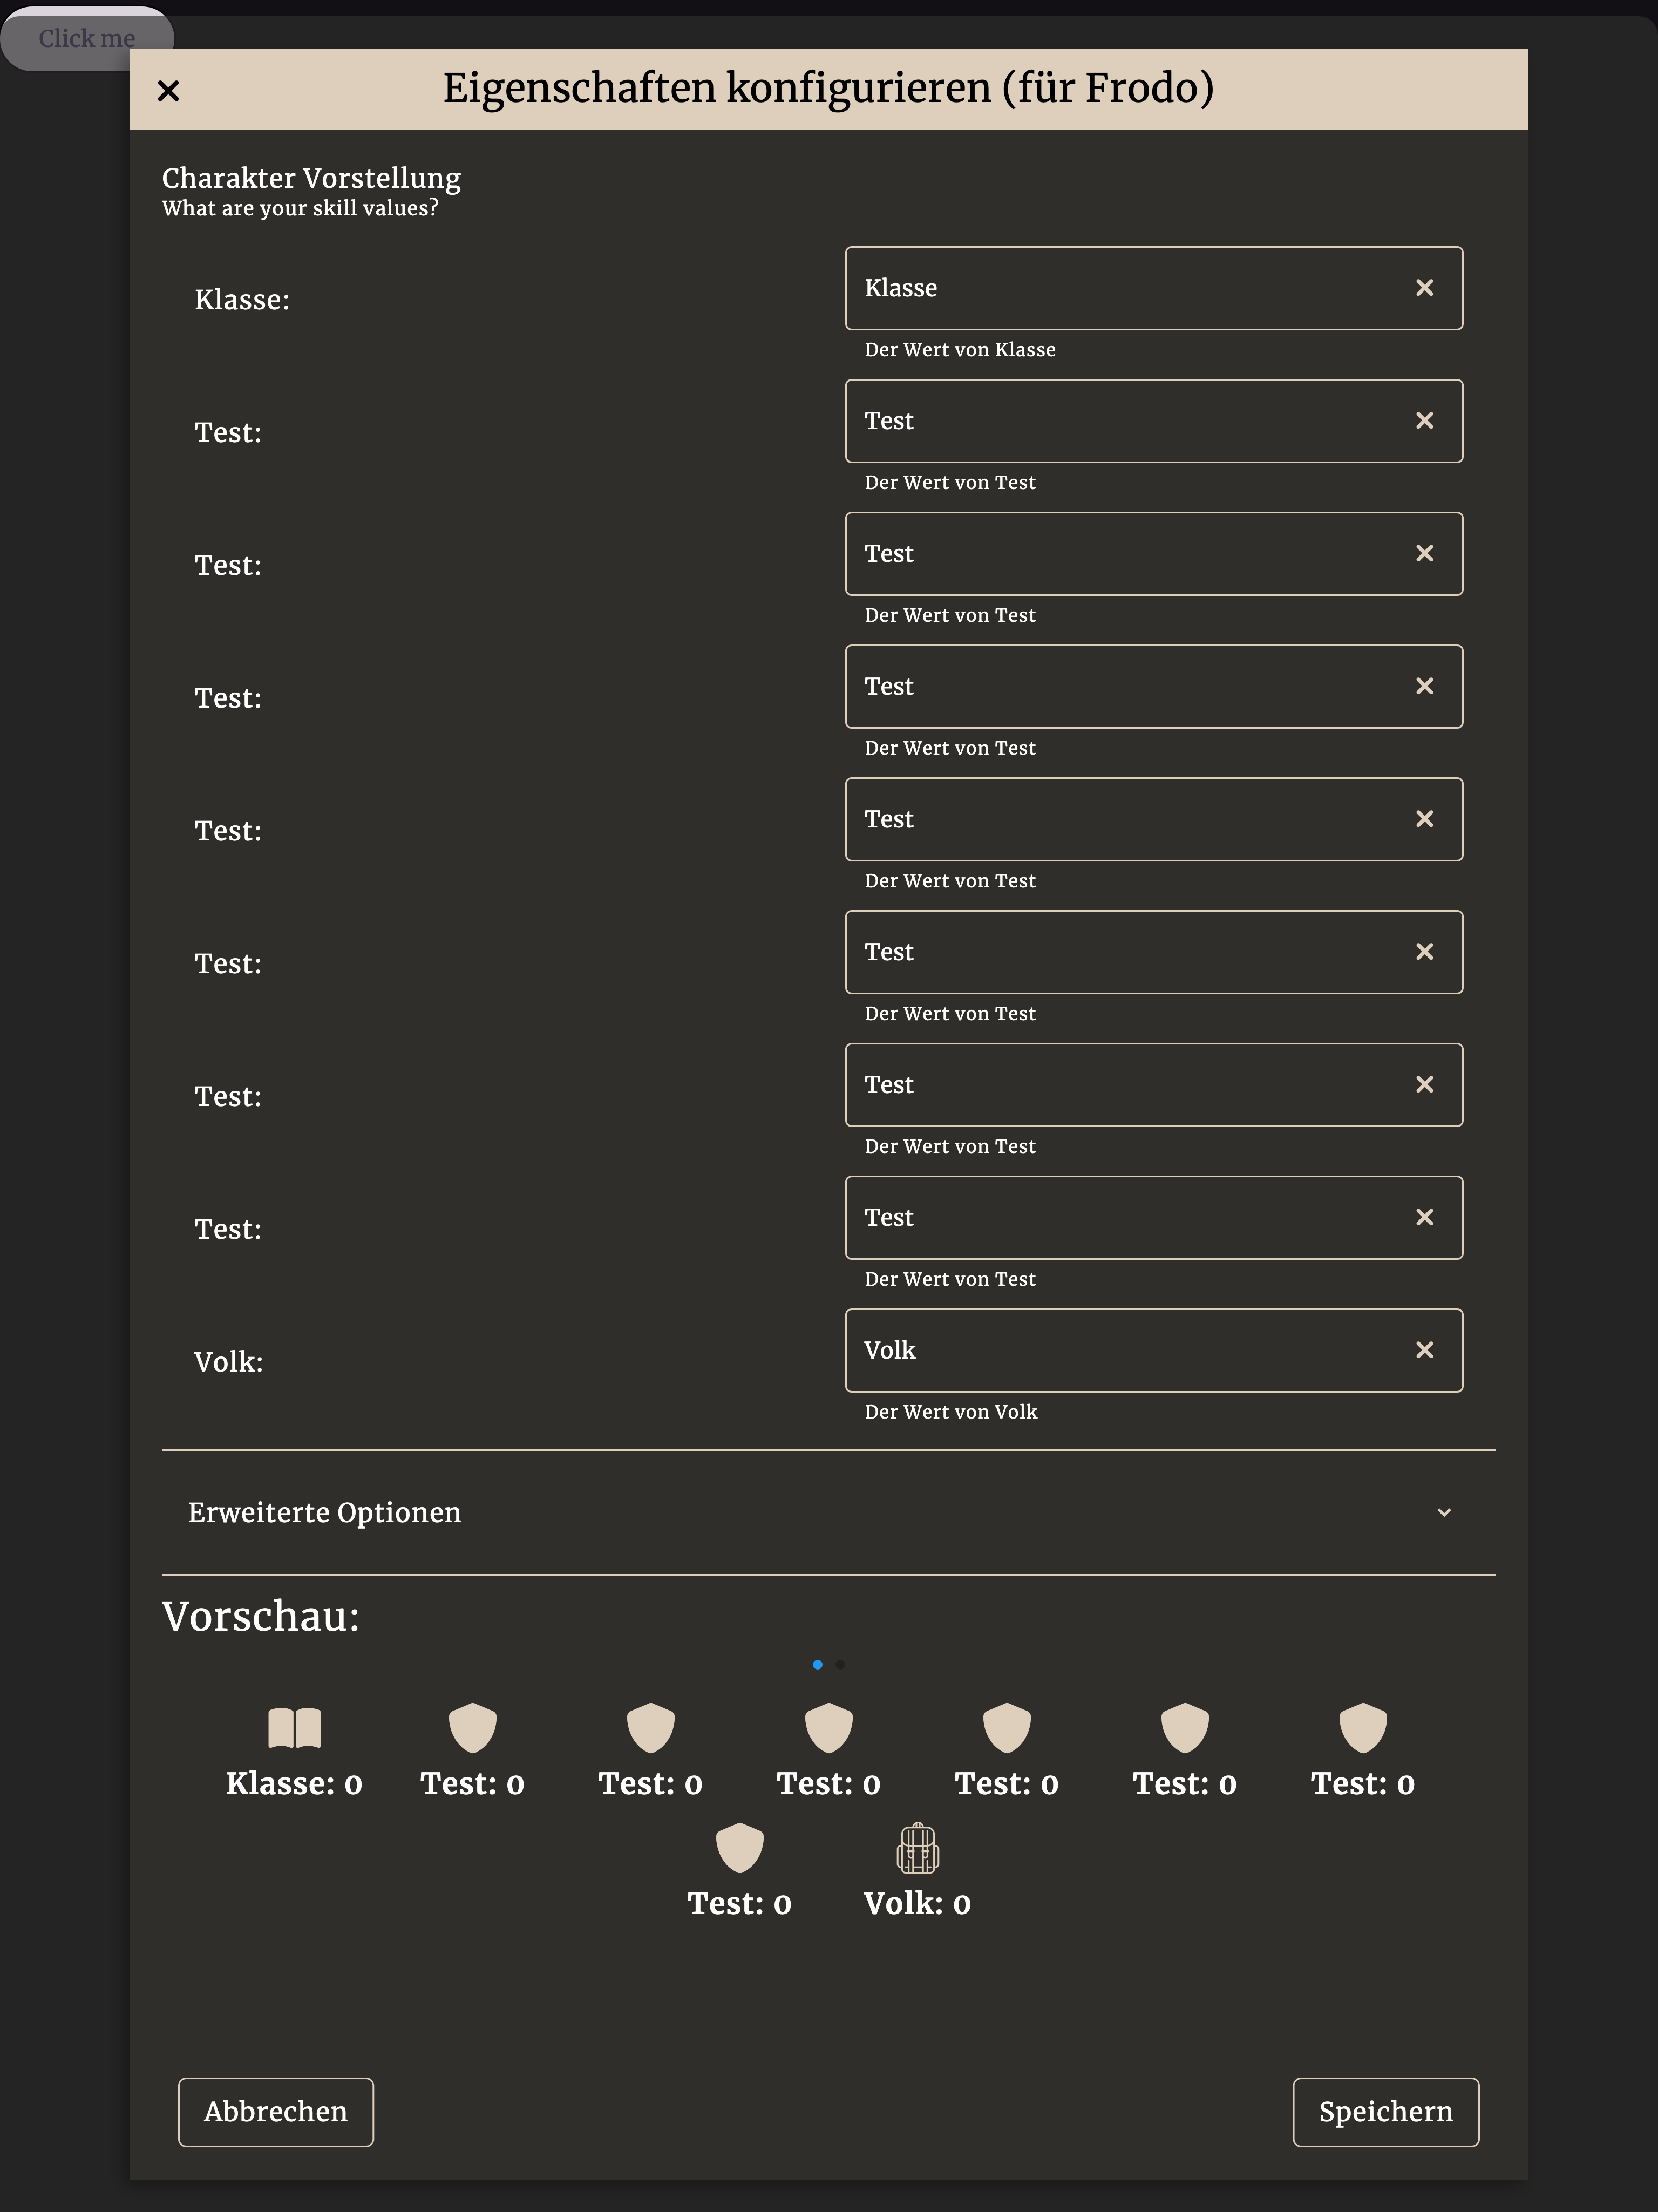 Click me
Eigenschaften konfigurieren (für Frodo)
Charakter Vorstellung
What are your skill values?
Klasse:
Klasse
Der Wert von Klasse
Test:
Test
Der Wert von Test
Test:
Test
Der Wert von Test
Test:
Test
Der Wert von Test
Test:
Test
Der Wert von Test
Test:
Test
Der Wert von Test
Test:
Test
Der Wert von Test
Test:
Test
Der Wert von Test
Volk:
Volk
Der Wert von Volk
Erweiterte Optionen
Vorschau:
Klasse: 0 Test: 0 Test: 0 Test: 0 Test: 0 Test: 0 Test: 0
Test: 0 Volk: 0
Abbrechen Speichern